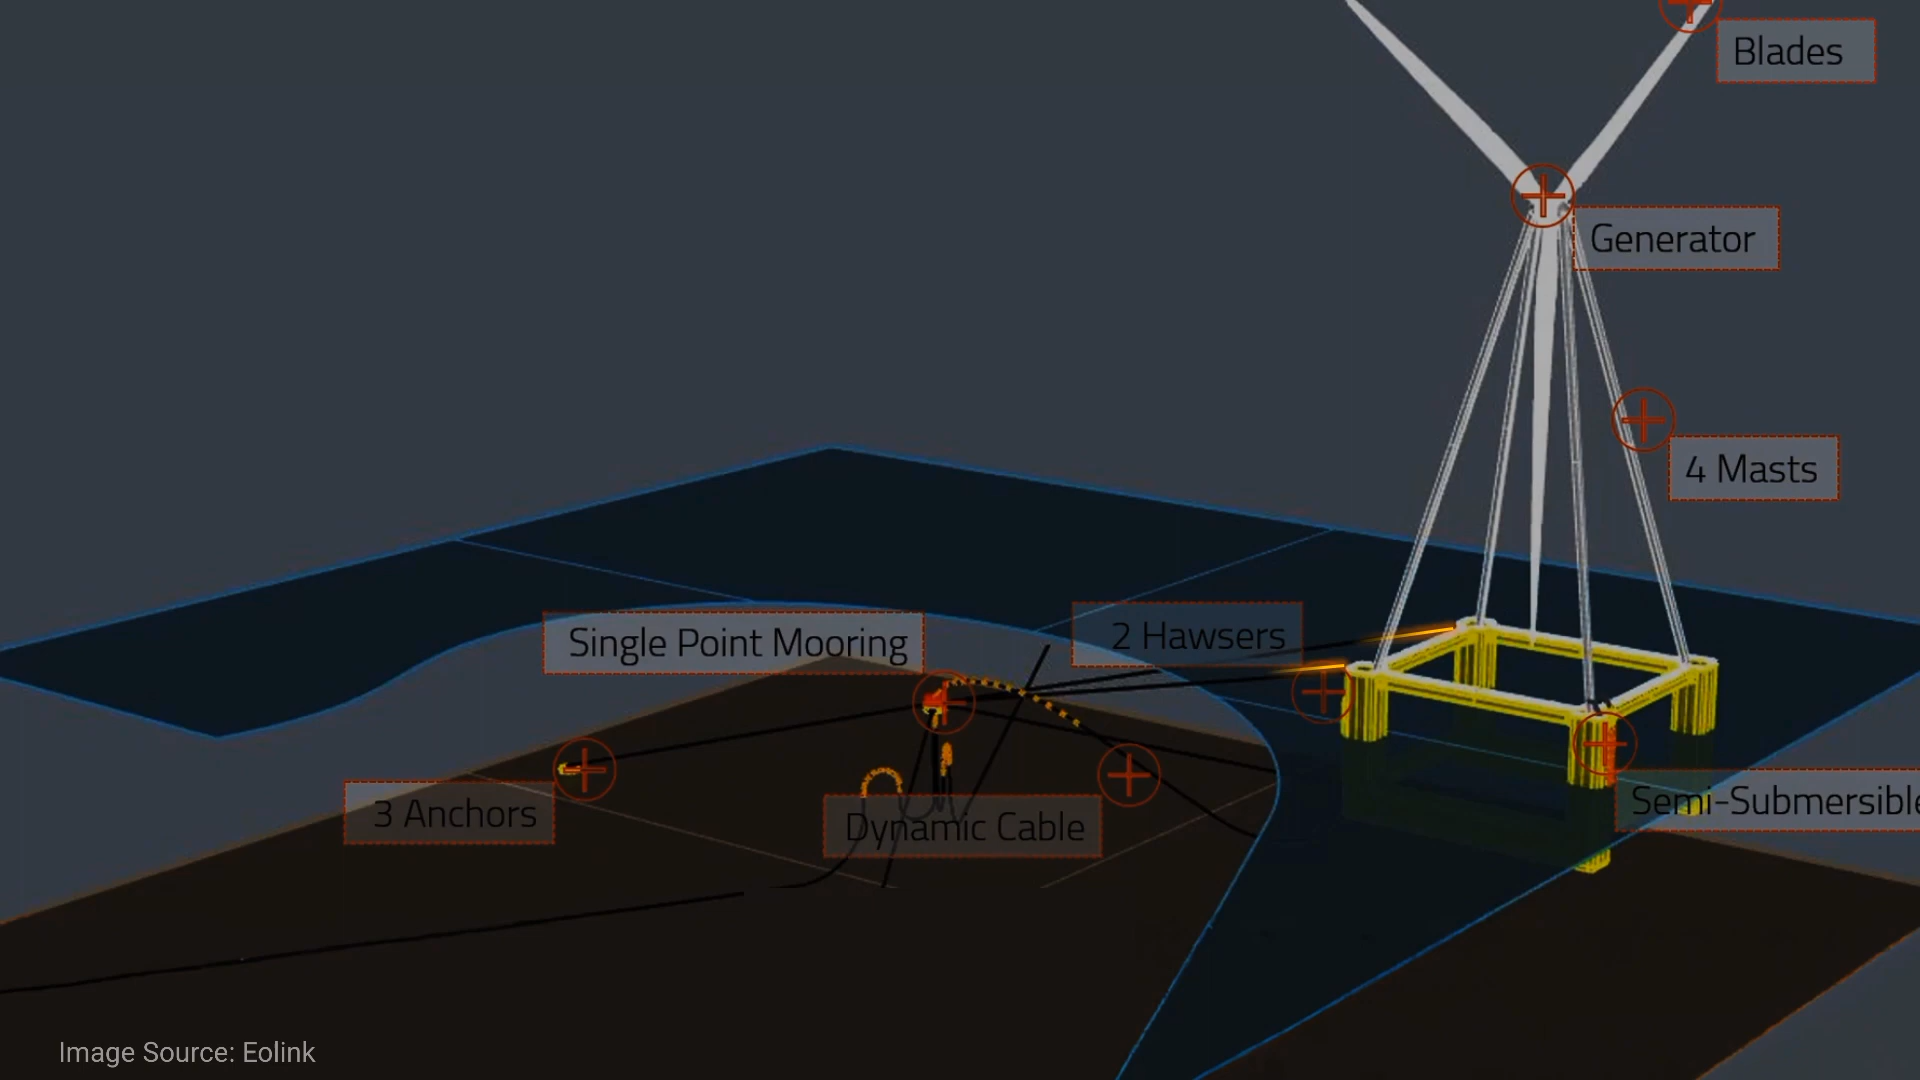 Blades
Generator
4 Masts
2 Hawsers
Single Point Mooring
3 Anchors
Dynamic Cable
Semi-Submersible
Image Source: Eolink